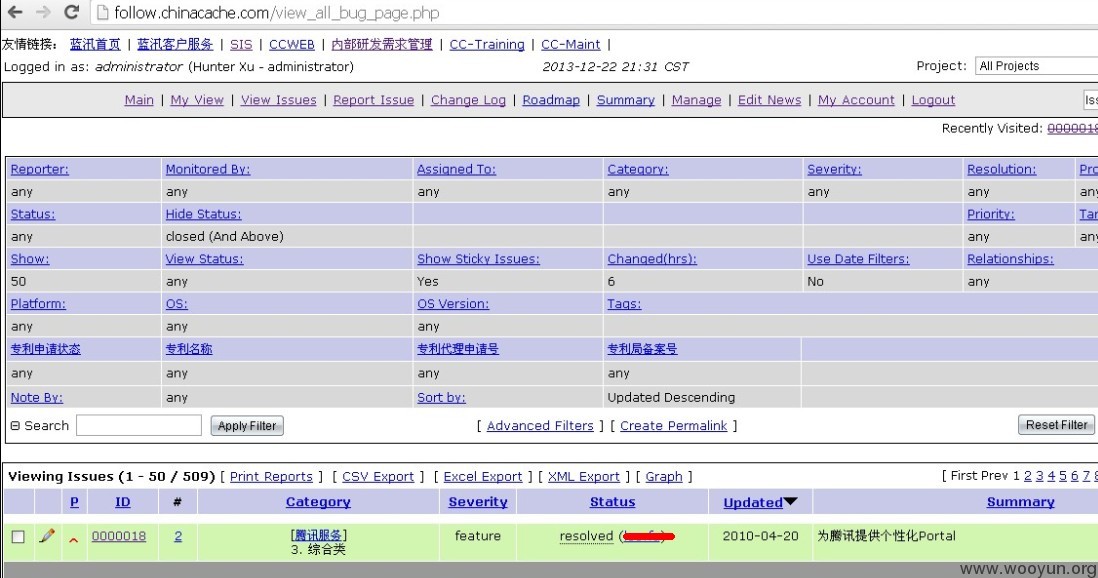 follow.chinacache.com/view_all_bug_page.php
友情链接: 蓝汛首页 | 蓝汛客户服务 | SIS | CCWEB | 内部研发需求管理 | CC-Training | CC-Maint |
Logged in as: administrator (Hunter Xu - administrator) 2013-12-22 21:31 CST Project: All Projects
Main | My View | View Issues | Report Issue | Change Log | Roadmap | Summary | Manage | Edit News | My Account | Logout Iss
Recently Visited: 0000018
Reporter: Monitored By: Assigned To: Category: Severity: Resolution: Pro
any any any any any any any
Status: Hide Status: Priority: Tar
any closed (And Above) any any
Show: View Status: Show Sticky Issues: Changed(hrs): Use Date Filters: Relationships:
50 any Yes 6 No any
Platform: OS: OS Version: Tags:
any any any
专利申请状态 专利名称 专利代理申请号 专利局备案号
any any any any
Note By: any Sort by: Updated Descending
Search Apply Filter [ Advanced Filters ] [ Create Permalink ] Reset Filter
Viewing Issues (1 - 50 / 509) [ Print Reports ] [ CSV Export ] [ Excel Export ] [ XML Export ] [ Graph ] [ First Prev 1 2 3 4 5 6 7 8
P ID # Category Severity Status Updated Summary
0000018 2 [腾讯服务] feature resolved 2010-04-20 为腾讯提供个性化Portal
3. 综合类
www.wooyun.org